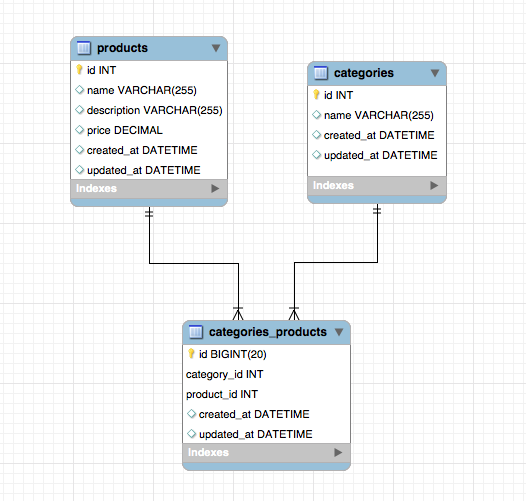 products
id INT
name VARCHAR(255)
description VARCHAR(255)
price DECIMAL
created_at DATETIME
updated_at DATETIME
Indexes
categories
id INT
name VARCHAR(255)
created_at DATETIME
updated_at DATETIME
Indexes
categories_products
id BIGINT(20)
category_id INT
product_id INT
created_at DATETIME
updated_at DATETIME
Indexes